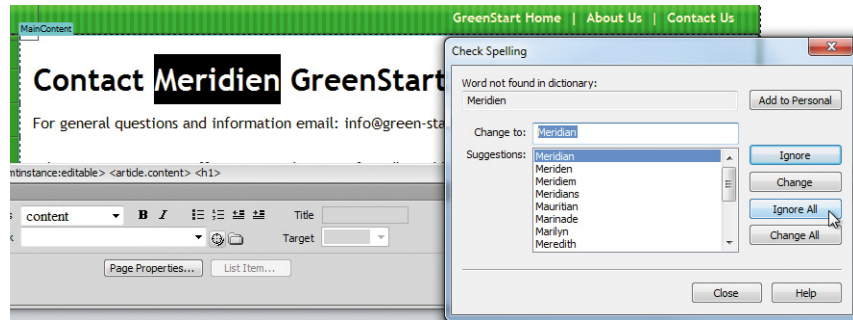 GreenStart Home | About Us | Contact Us
MainContent
Contact Meridien GreenStart
For general questions and information email: info@green-sta
mtinstance:editable> <article.content> <h1>
content
B I
Title
Target
Page Properties...
List Item...
Check Spelling
Word not found in dictionary:
Meridien
Add to Personal
Change to: Meridian
Suggestions:
Meridian
Meriden
Meridiem
Meridians
Mauritian
Marinade
Marilyn
Meredith
Ignore
Change
Ignore All
Change All
Close
Help